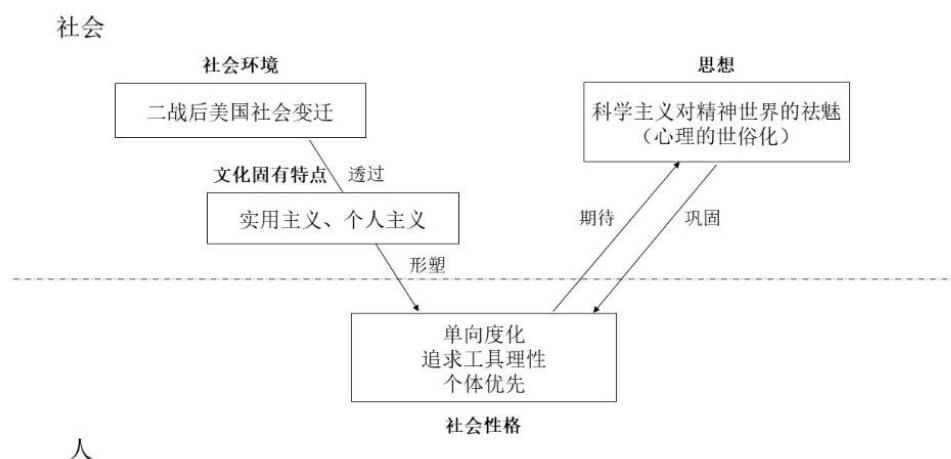 社会
社会环境
思想
二战后美国社会变迁
科学主义对精神世界的祛魅
（心理的世俗化）
文化固有特点
透过
实用主义、个人主义
期待
巩固
形塑
单向度化
追求工具理性
个体优先
社会性格
人